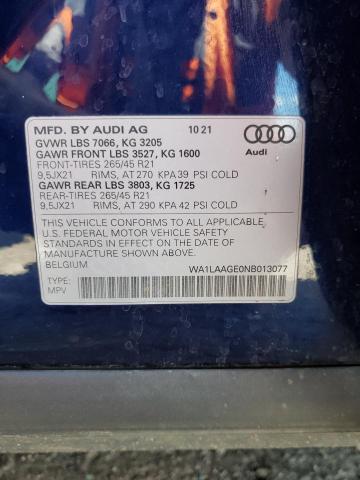 MFD. BY AUDI AG 10 21
GVWR LBS 7066, KG 3205
GAWR FRONT LBS 3527, KG 1600
FRONT-TIRES 265/45 R21
9,5JX21 RIMS, AT 270 KPA 39 PSI COLD
GAWR REAR LBS 3803, KG 1725
REAR-TIRES 265/45 R21
9,5JX21 RIMS, AT 290 KPA 42 PSI COLD
Audi
THIS VEHICLE CONFORMS TO ALL APPLICABLE
U.S. FEDERAL MOTOR VEHICLE SAFETY
STANDARDS IN EFFECT ON THE DATE OF
MANUFACTURE SHOWN ABOVE.
BELGIUM WA1LAAGE0NB013077
TYPE:
MPV